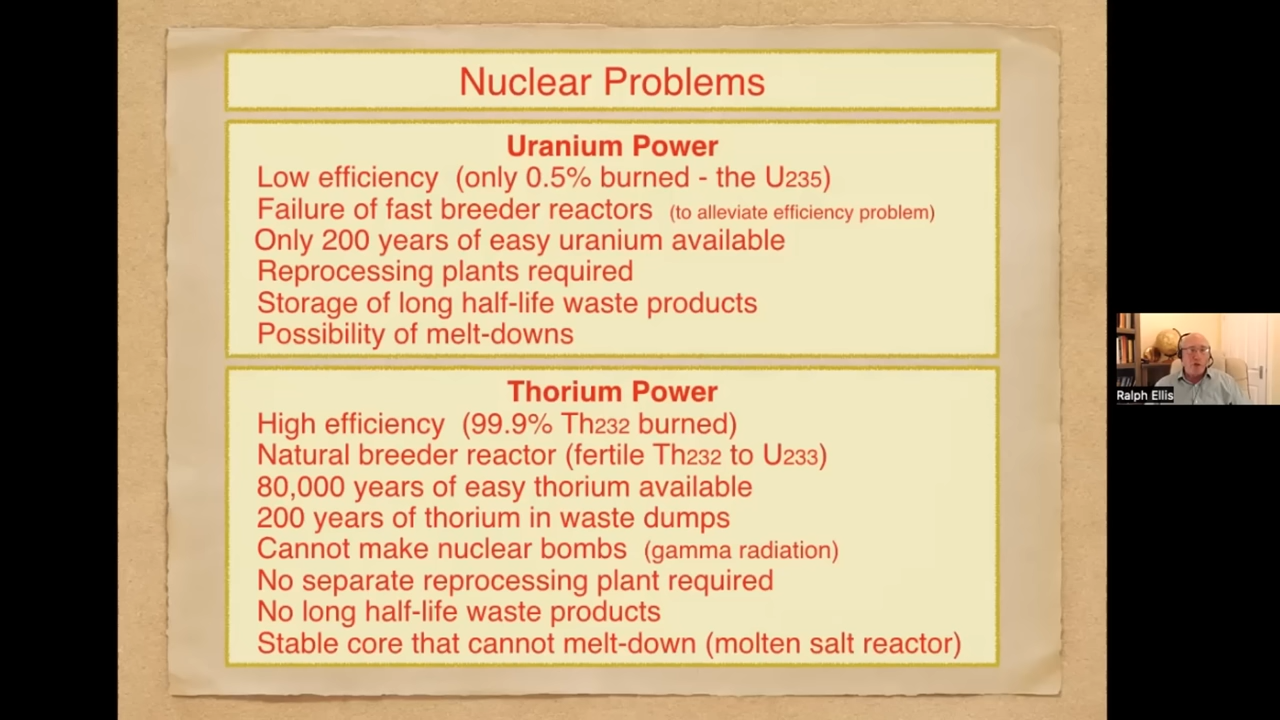 Nuclear Problems
Uranium Power
Low efficiency (only 0.5% burned - the U235)
Failure of fast breeder reactors (to alleviate efficiency problem)
Only 200 years of easy uranium available
Reprocessing plants required
Storage of long half-life waste products
Possibility of melt-downs
Thorium Power
High efficiency (99.9% Th232 burned)
Natural breeder reactor (fertile Th232 to U233)
80,000 years of easy thorium available
200 years of thorium in waste dumps
Cannot make nuclear bombs (gamma radiation)
No separate reprocessing plant required
No long half-life waste products
Stable core that cannot melt-down (molten salt reactor)
Ralph Ellis